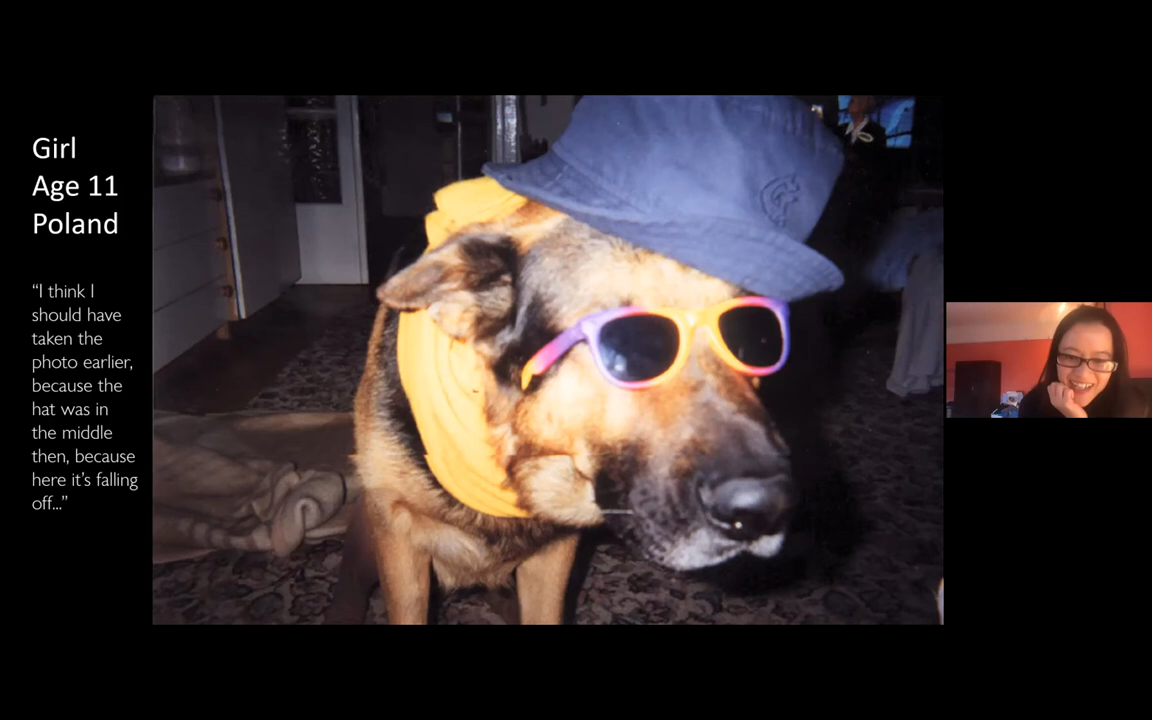 Girl
Age 11
Poland
“I think I
should have
taken the
photo earlier,
because the
hat was in
the middle
then, because
here it’s falling
off...”